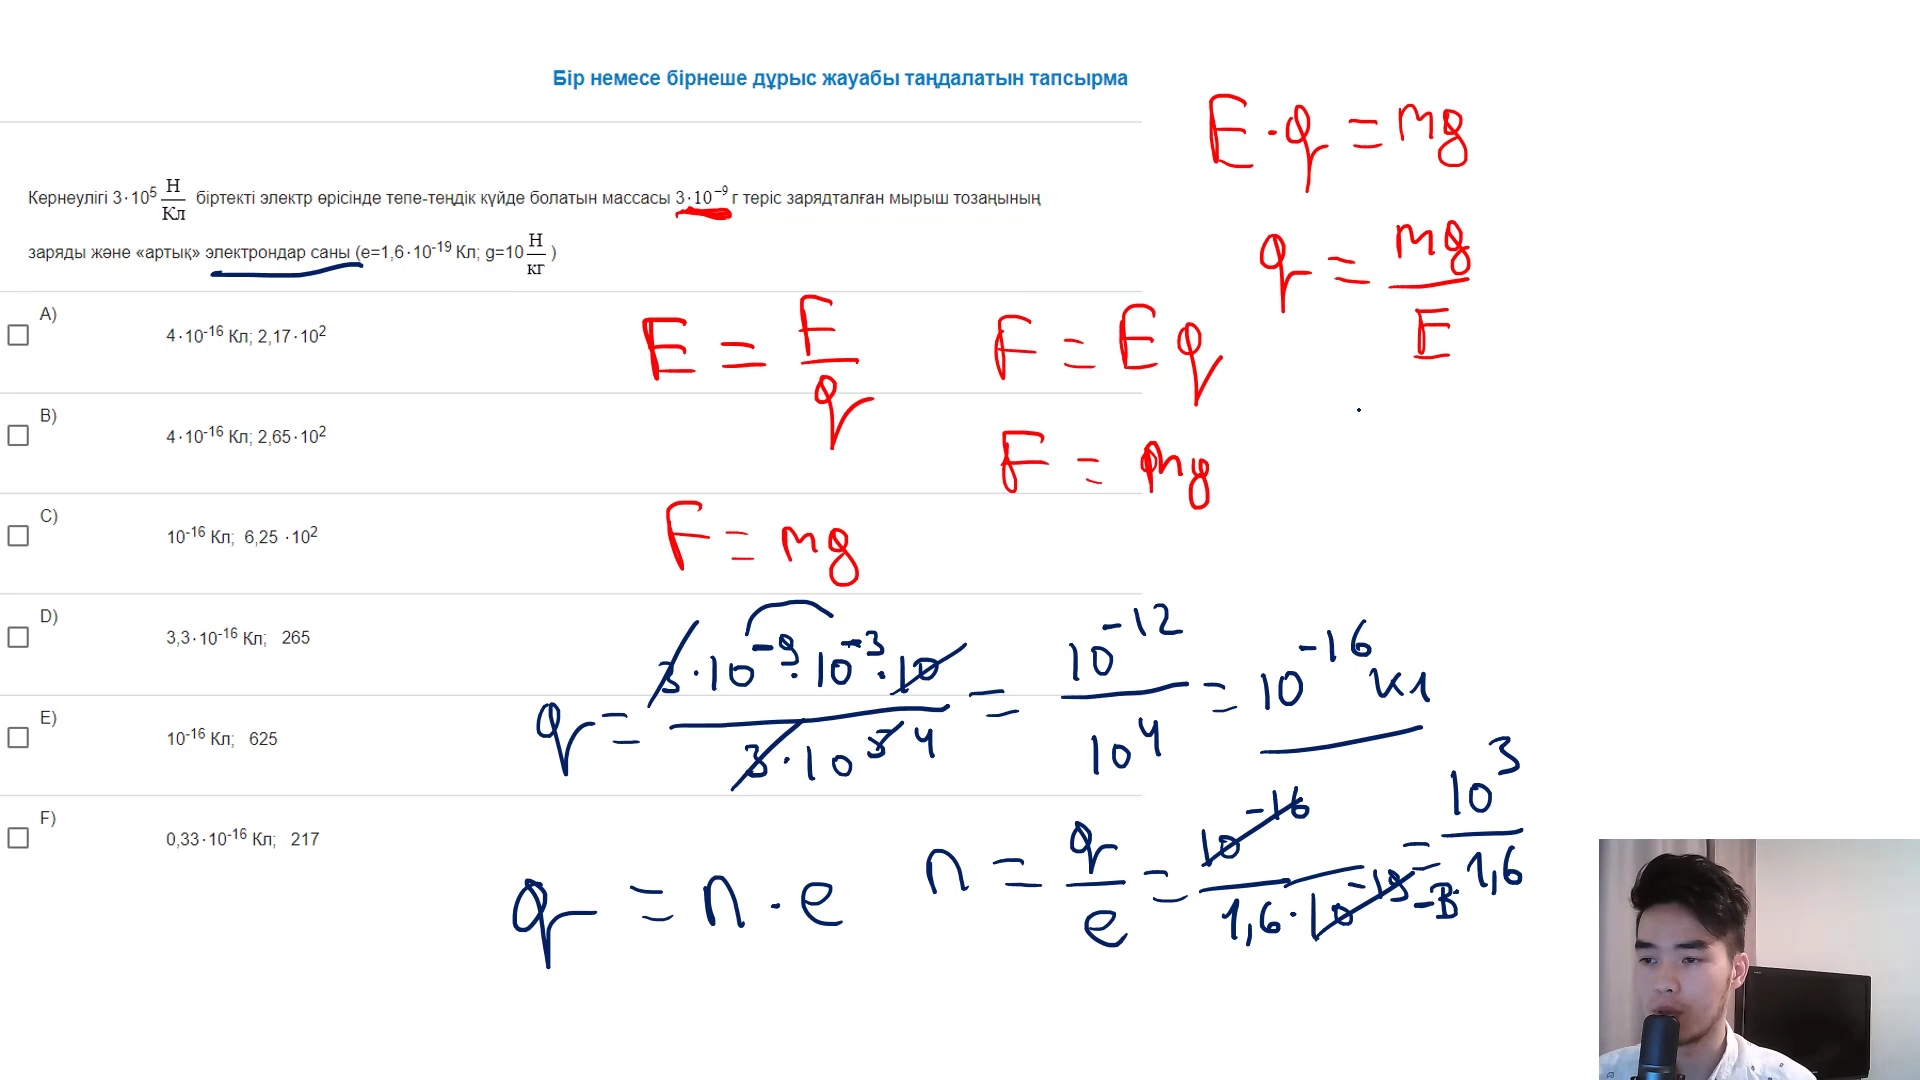 Бір немесе бірнеше дұрыс жауабы таңдалатын тапсырма
Кернеулігі 3·10⁵ Н/Кл біртекті электр өрісінде тепе-теңдік күйде болатын массасы 3·10⁻⁹ г теріс зарядталған мырыш тозаңының
заряды және «артық» электрондар саны (e=1,6·10⁻¹⁹ Кл; g=10 Н/кг)
A) 4·10⁻¹⁶ Кл; 2,17·10²
B) 4·10⁻¹⁶ Кл; 2,65·10²
C) 10⁻¹⁶ Кл; 6,25 ·10²
D) 3,3·10⁻¹⁶ Кл; 265
E) 10⁻¹⁶ Кл; 625
F) 0,33·10⁻¹⁶ Кл; 217
E·q = mg
q = mg/E
E = F/q
F = Eq
F = mg
F = mg
q = 3·10⁻⁹·10⁻³·10 / 3·10⁵ ⁴ = 10⁻¹² / 10⁴ = 10⁻¹⁶ Кл
q = n·e
n = q/e = 10⁻¹⁶ / 1,6·10⁻¹⁹ = 10³ / 1,6